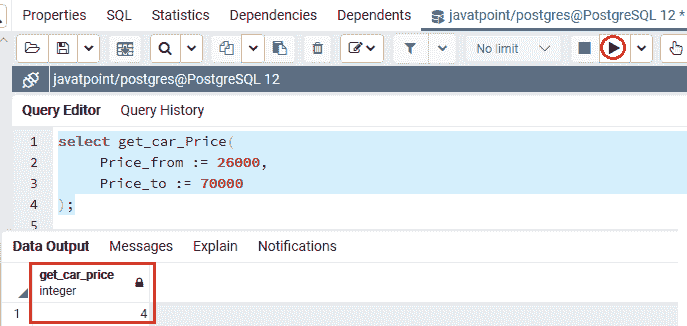 Properties SQL Statistics Dependencies Dependents javatpoint/postgres@PostgreSQL 12 *
No limit
javatpoint/postgres@PostgreSQL 12
Query Editor Query History
1 select get_car_Price(
2 Price_from := 26000,
3 Price_to := 70000
4 );
5
Data Output Messages Explain Notifications
get_car_price
integer
1 4